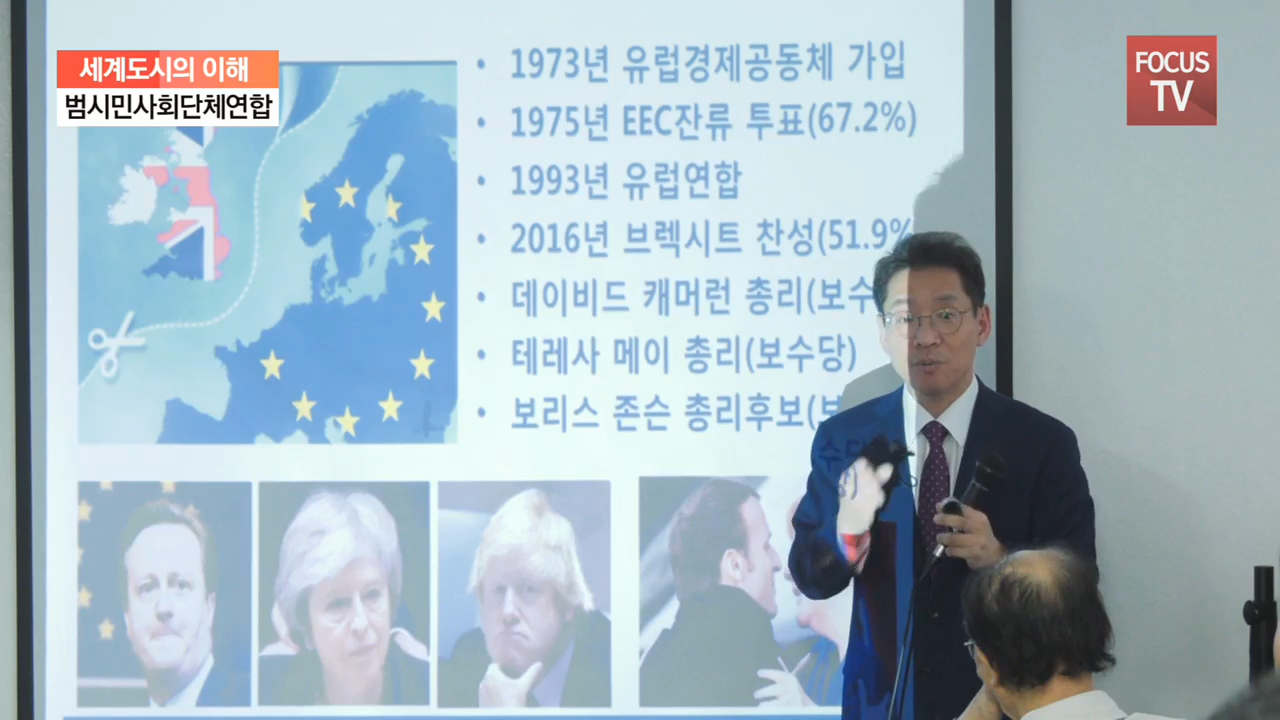 세계도시의 이해
범시민사회단체연합
FOCUS
TV
• 1973년 유럽경제공동체 가입
• 1975년 EEC잔류 투표(67.2%)
• 1993년 유럽연합
• 2016년 브렉시트 찬성(51.9%
• 데이비드 캐머런 총리(보수
• 테레사 메이 총리(보수당)
• 보리스 존슨 총리후보(보
수당